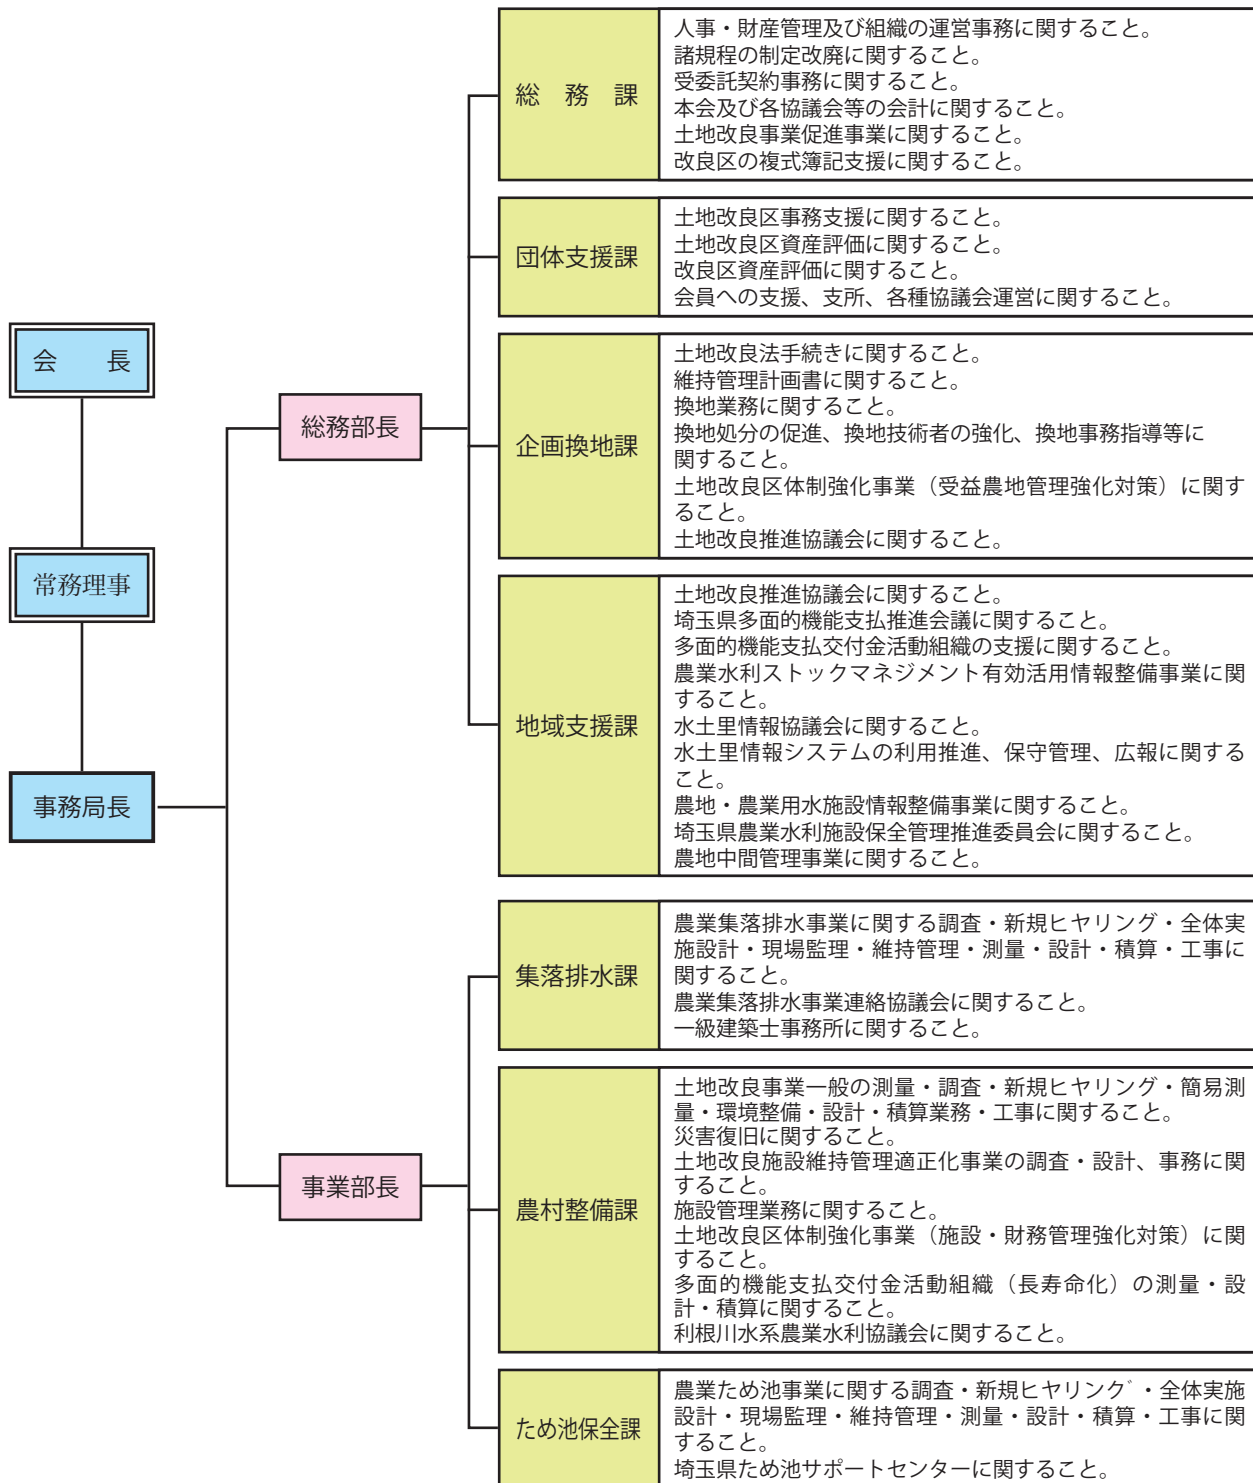 会　長
常務理事
事務局長
総務部長
総　務　課
人事・財産管理及び組織の運営事務に関すること。
諸規程の制定改廃に関すること。
受委託契約事務に関すること。
本会及び各協議会等の会計に関すること。
土地改良事業促進事業に関すること。
改良区の複式簿記支援に関すること。
団体支援課
土地改良区事務支援に関すること。
土地改良区資産評価に関すること。
改良区資産評価に関すること。
会員への支援、支所、各種協議会運営に関すること。
企画換地課
土地改良法手続きに関すること。
維持管理計画書に関すること。
換地業務に関すること。
換地処分の促進、換地技術者の強化、換地事務指導等に
関すること。
土地改良区体制強化事業（受益農地管理強化対策）に関す
ること。
土地改良推進協議会に関すること。
地域支援課
土地改良推進協議会に関すること。
埼玉県多面的機能支払推進会議に関すること。
多面的機能支払交付金活動組織の支援に関すること。
農業水利ストックマネジメント有効活用情報整備事業に関
すること。
水土里情報協議会に関すること。
水土里情報システムの利用推進、保守管理、広報に関する
こと。
農地・農業用水施設情報整備事業に関すること。
埼玉県農業水利施設保全管理推進委員会に関すること。
農地中間管理事業に関すること。
事業部長
集落排水課
農業集落排水事業に関する調査・新規ヒヤリング・全体実
施設計・現場監理・維持管理・測量・設計・積算・工事に
関すること。
農業集落排水事業連絡協議会に関すること。
一級建築士事務所に関すること。
農村整備課
土地改良事業一般の測量・調査・新規ヒヤリング・簡易測
量・環境整備・設計・積算業務・工事に関すること。
災害復旧に関すること。
土地改良施設維持管理適正化事業の調査・設計、事務に関
すること。
施設管理業務に関すること。
土地改良区体制強化事業（施設・財務管理強化対策）に関
すること。
多面的機能支払交付金活動組織（長寿命化）の測量・設
計・積算に関すること。
利根川水系農業水利協議会に関すること。
ため池保全課
農業ため池事業に関する調査・新規ヒヤリンク゛・全体実施
設計・現場監理・維持管理・測量・設計・積算・工事に関
すること。
埼玉県ため池サポートセンターに関すること。